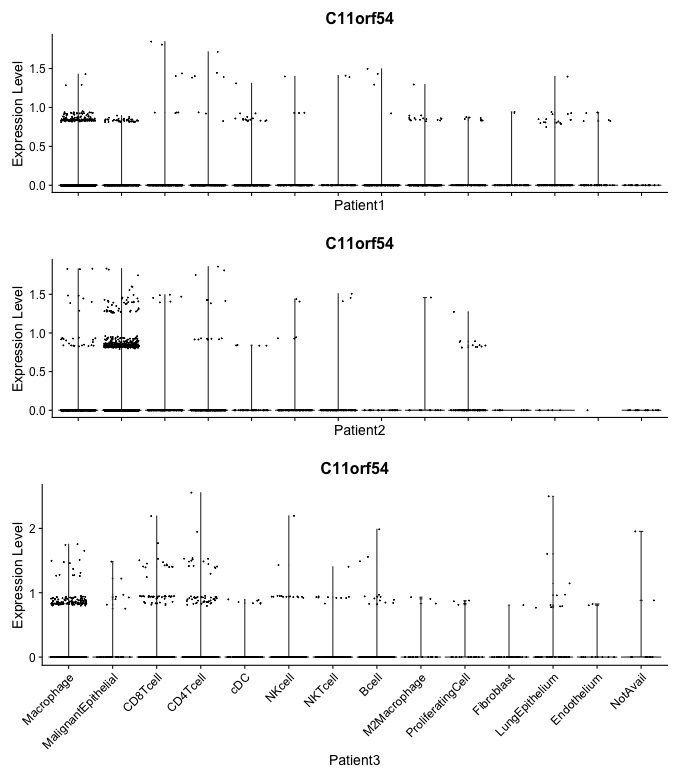 C11orf54
Expression Level
1.5
1.0
0.5
0.0
Patient1
C11orf54
Expression Level
1.5
1.0
0.5
0.0
Patient2
C11orf54
Expression Level
2
1
0
Macrophage
MalignantEpithelial
CD8Tcell
CD4Tcell
cDC
NKcell
NKTcell
Bcell
M2Macrophage
ProliferatingCell
Fibroblast
LungEpithelium
Endothelium
NotAvail
Patient3